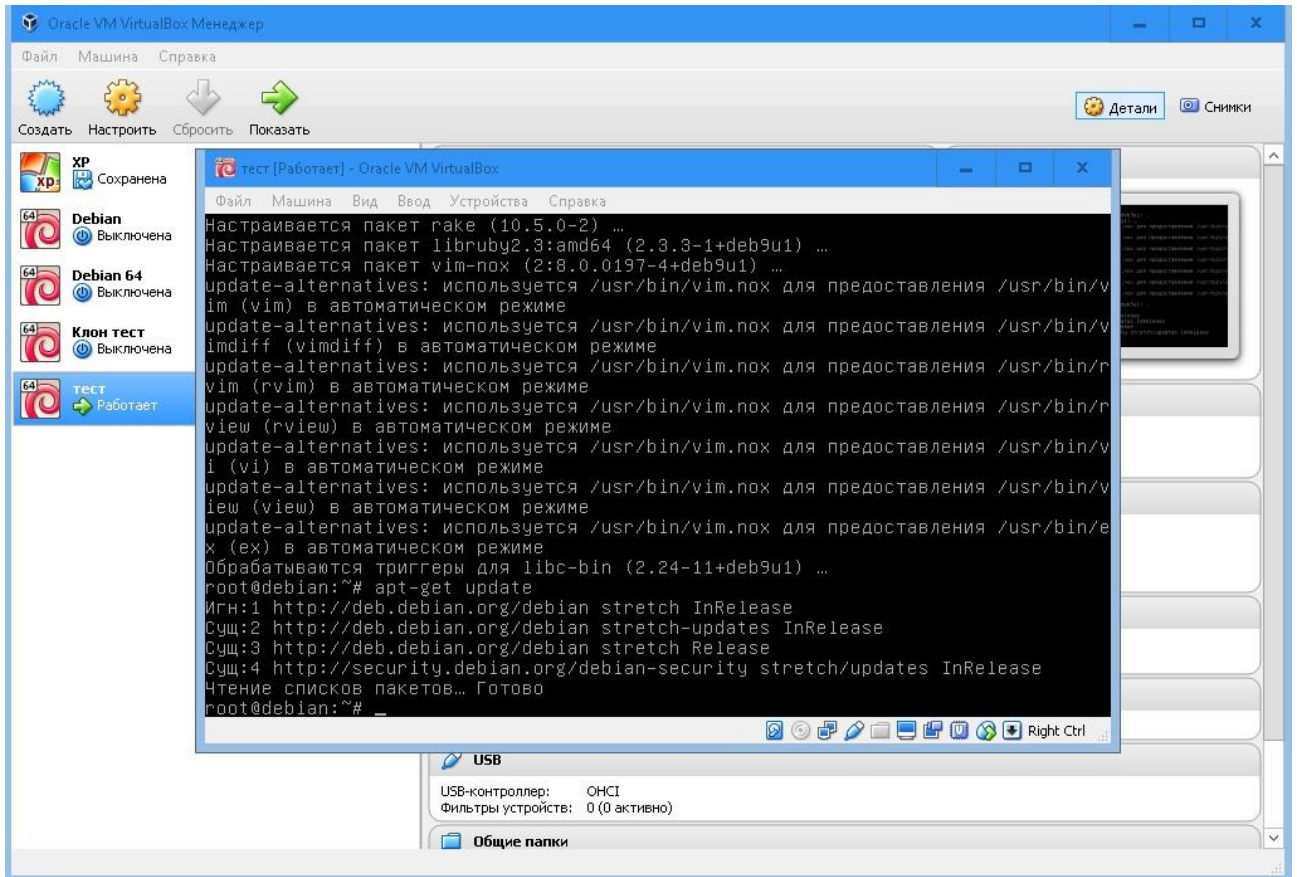 Oracle VM VirtualBox Менеджер
Файл Машина Справка
Создать Настроить Сбросить Показать
Детали Снимки
XP
Сохранена
Debian
Выключена
Debian 64
Выключена
Клон тест
Выключена
тест
Работает
тест [Работает] - Oracle VM VirtualBox
Файл Машина Вид Ввод Устройства Справка
Настраивается пакет rake (10.5.0-2) …
Настраивается пакет libruby2.3:amd64 (2.3.3-1+deb9u1) …
Настраивается пакет vim-nox (2:8.0.0197-4+deb9u1) …
update-alternatives: используется /usr/bin/vim.nox для предоставления /usr/bin/v
im (vim) в автоматическом режиме
update-alternatives: используется /usr/bin/vim.nox для предоставления /usr/bin/v
imdiff (vimdiff) в автоматическом режиме
update-alternatives: используется /usr/bin/vim.nox для предоставления /usr/bin/r
vim (rvim) в автоматическом режиме
update-alternatives: используется /usr/bin/vim.nox для предоставления /usr/bin/r
view (rview) в автоматическом режиме
update-alternatives: используется /usr/bin/vim.nox для предоставления /usr/bin/v
i (vi) в автоматическом режиме
update-alternatives: используется /usr/bin/vim.nox для предоставления /usr/bin/v
iew (view) в автоматическом режиме
update-alternatives: используется /usr/bin/vim.nox для предоставления /usr/bin/e
x (ex) в автоматическом режиме
Обрабатываются триггеры для libc-bin (2.24-11+deb9u1) …
root@debian:~# apt-get update
Игн:1 http://deb.debian.org/debian stretch InRelease
Сущ:2 http://deb.debian.org/debian stretch-updates InRelease
Сущ:3 http://deb.debian.org/debian stretch Release
Сущ:4 http://security.debian.org/debian-security stretch/updates InRelease
Чтение списков пакетов… Готово
root@debian:~# _
Right Ctrl
USB
USB-контроллер: OHCI
Фильтры устройств: 0 (0 активно)
Общие папки